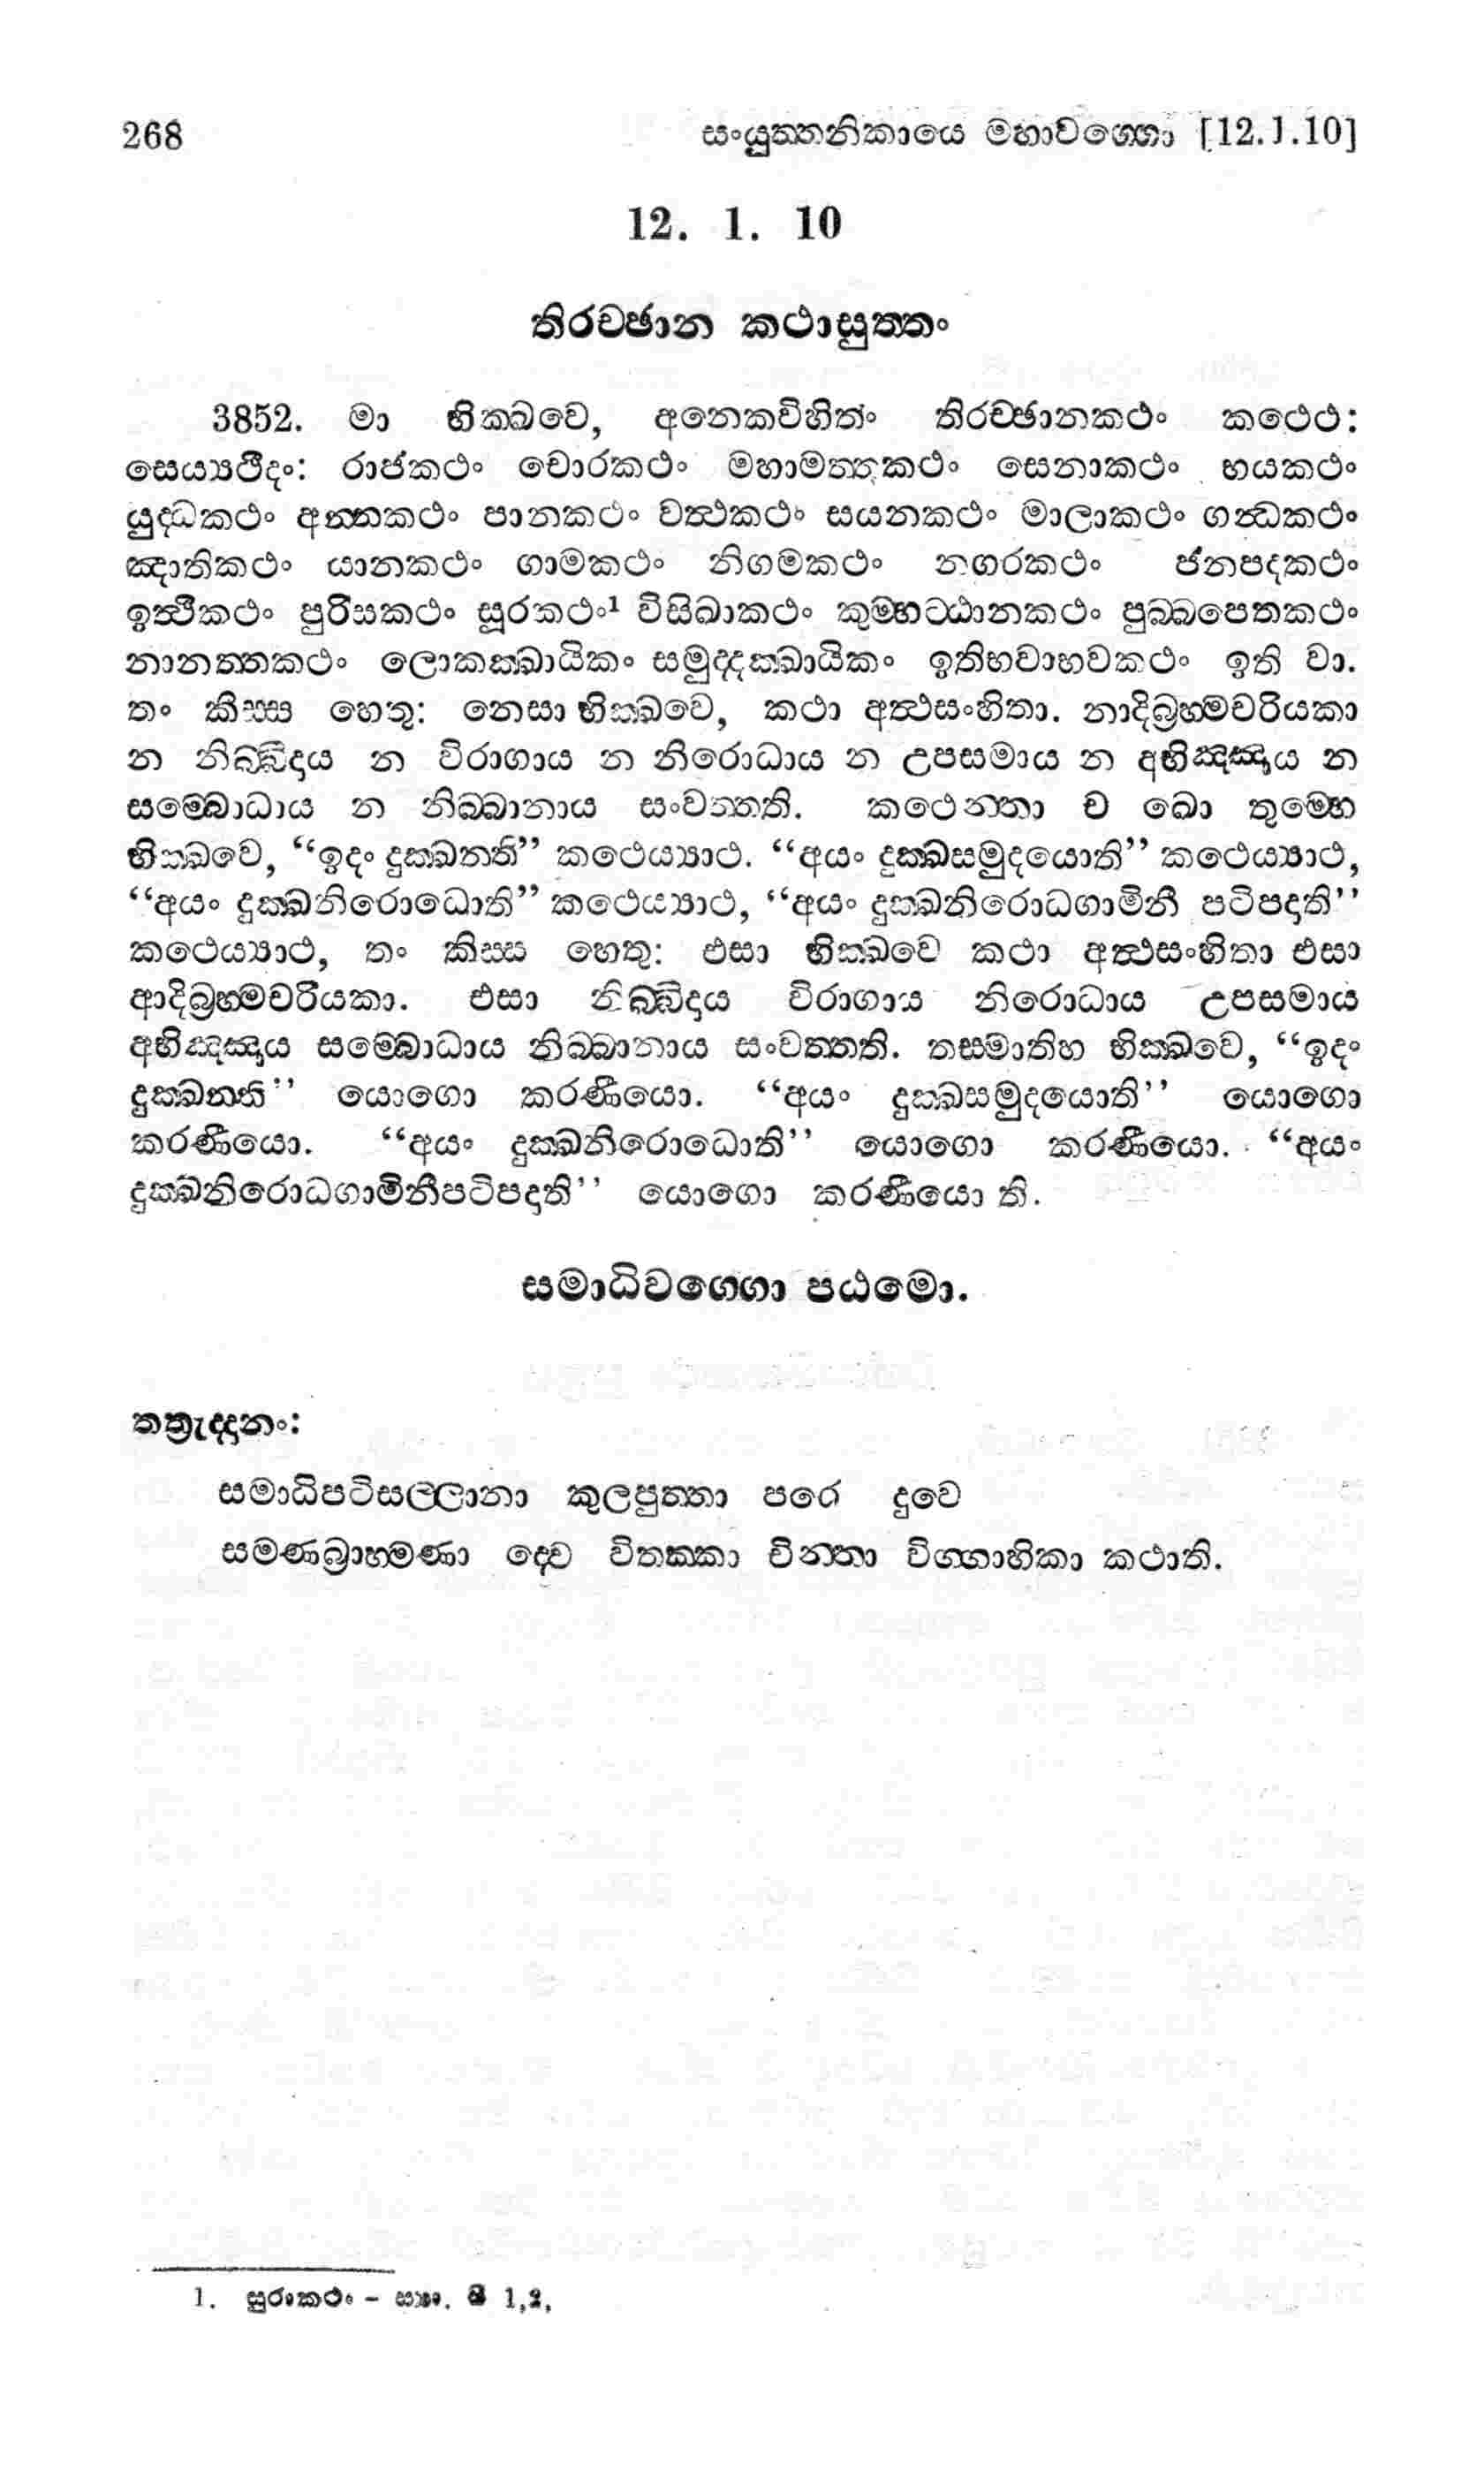 268 සංයුත්තනිකායෙ මහාවග්ගො [12.1.10]
12. 1. 10
තිරච්ඡාන කථාසුත්තං
3852. මා භික්ඛවෙ, අනෙකවිහිතං තිරච්ඡානකථං කථෙථ:
සෙය්‍යථීදං: රාජකථං චොරකථං මහාමත්තකථං සෙනාකථං භයකථං
යුද්ධකථං අන්නකථං පානකථං වත්ථකථං සයනකථං මාලාකථං ගන්ධකථං
ඤාතිකථං යානකථං ගාමකථං නිගමකථං නගරකථං ජනපදකථං
ඉත්ථිකථං පුරිසකථං සූරකථං¹ විසිඛාකථං කුම්භට්ඨානකථං පුබ්බපෙතකථං
නානත්තකථං ලොකක්ඛායිකං සමුද්දක්ඛායිකං ඉතිභවාභවකථං ඉති වා.
තං කිස්ස හෙතු: නෙසා භික්ඛවෙ, කථා අත්ථසංහිතා. නාදිබ්‍රහ්මචරියකා
න නිබ්බිදාය න විරාගාය න නිරොධාය න උපසමාය න අභිඤ්ඤාය න
සම්බොධාය න නිබ්බානාය සංවත්තති. කථෙන්තා ච ඛො තුම්හෙ
භික්ඛවෙ, “ඉදං දුක්ඛන්ති” කථෙය්‍යාථ. “අයං දුක්ඛසමුදයොති” කථෙය්‍යාථ,
“අයං දුක්ඛනිරොධොති” කථෙය්‍යාථ, “අයං දුක්ඛනිරොධගාමිනී පටිපදාති”
කථෙය්‍යාථ, තං කිස්ස හෙතු: එසා භික්ඛවෙ කථා අත්ථසංහිතා එසා
ආදිබ්‍රහ්මචරියකා. එසා නිබ්බිදාය විරාගාය නිරොධාය උපසමාය
අභිඤ්ඤාය සම්බොධාය නිබ්බානාය සංවත්තති. තස්මාතිහ භික්ඛවෙ, “ඉදං
දුක්ඛන්ති” යොගො කරණීයො. “අයං දුක්ඛසමුදයොති” යොගො
කරණීයො. “අයං දුක්ඛනිරොධොති” යොගො කරණීයො. “අයං
දුක්ඛනිරොධගාමිනීපටිපදාති” යොගො කරණීයො ති.
සමාධිවග්ගො පඨමො.
තත්‍රුද්දානං:
සමාධිපටිසල්ලානා කුලපුත්තා පරෙ දුවෙ
සමණබ්‍රාහ්මණා ද්වෙ විතක්කා චින්තා විග්ගාහිකා කථාති.
1. සුරංකථං - 1,2,